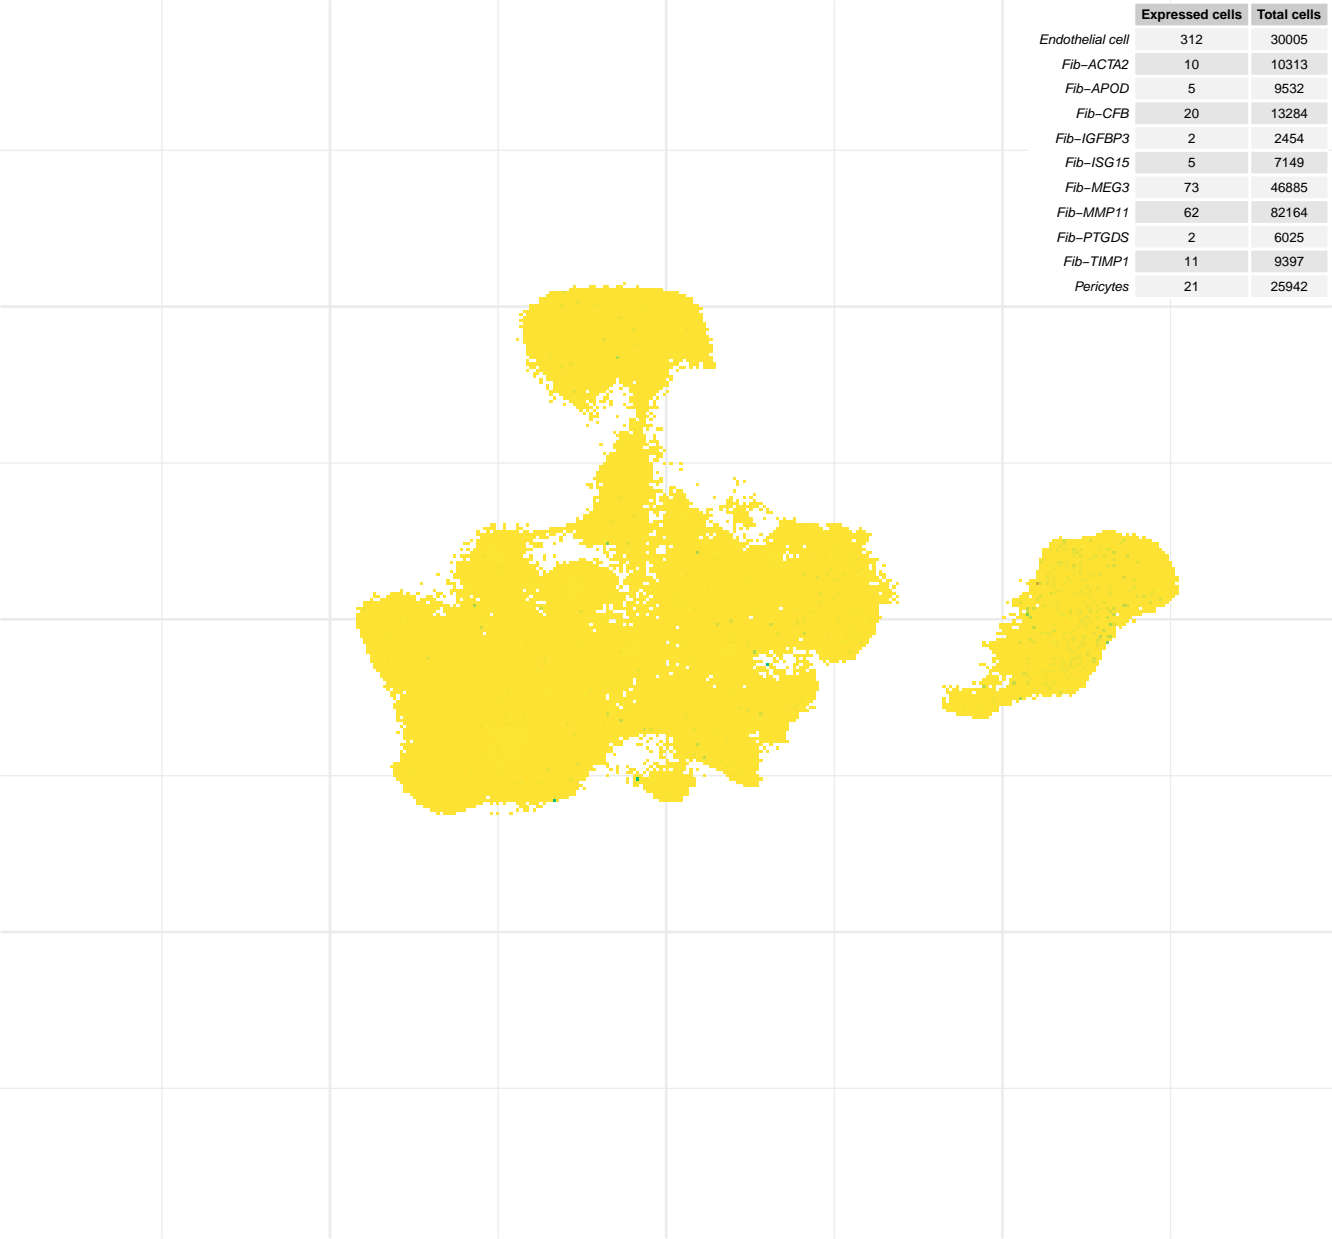 Expressed cells Total cells
Endothelial cell 312 30005
Fib−ACTA2 10 10313
Fib−APOD 5 9532
Fib−CFB 20 13284
Fib−IGFBP3 2 2454
Fib−ISG15 5 7149
Fib−MEG3 73 46885
Fib−MMP11 62 82164
Fib−PTGDS 2 6025
Fib−TIMP1 11 9397
Pericytes 21 25942